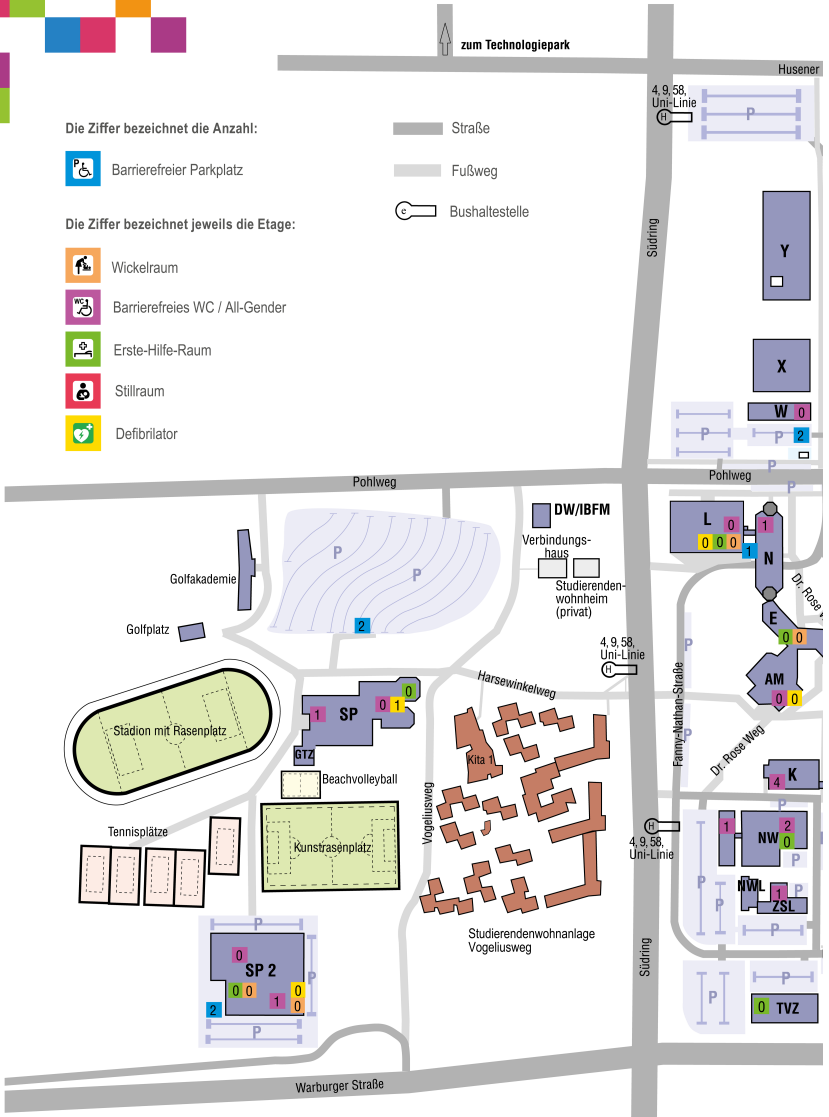 zum Technologiepark
Husener
4, 9, 58,
Uni-Linie
H
P
Die Ziffer bezeichnet die Anzahl:
P
Barrierefreier Parkplatz
Straße
Fußweg
e
Bushaltestelle
Die Ziffer bezeichnet jeweils die Etage:
Wickelraum
WC
Barrierefreies WC / All-Gender
Erste-Hilfe-Raum
Stillraum
Defibrilator
Südring
Y
X
W 0
P
P 2
P
P
Pohlweg
Pohlweg
DW/IBFM
Verbindungs-
haus
Studierenden-
wohnheim
(privat)
L 0
0 0 0
1
1
N
Dr. Rose
E
0 0
AM
0 0
P
P
2
Golfakademie
Golfplatz
4, 9, 58,
Uni-Linie
H
Harsewinkelweg
Fanny-Nathan-Straße
P
P
Dr. Rose Weg
Stadion mit Rasenplatz
SP
1
0 1
0
GTZ
Beachvolleyball
Kita 1
Vogeliusweg
K
4
P
Tennisplätze
Kunstrasenplatz
H
4, 9, 58,
Uni-Linie
1
NW
2
0
P
P
P
NWL
1
P
ZSL
P
Studierendenwohnanlage
Vogeliusweg
Südring
P
0
SP 2
0 0
1
0
0
P
2
P
P
P
0 TVZ
Warburger Straße